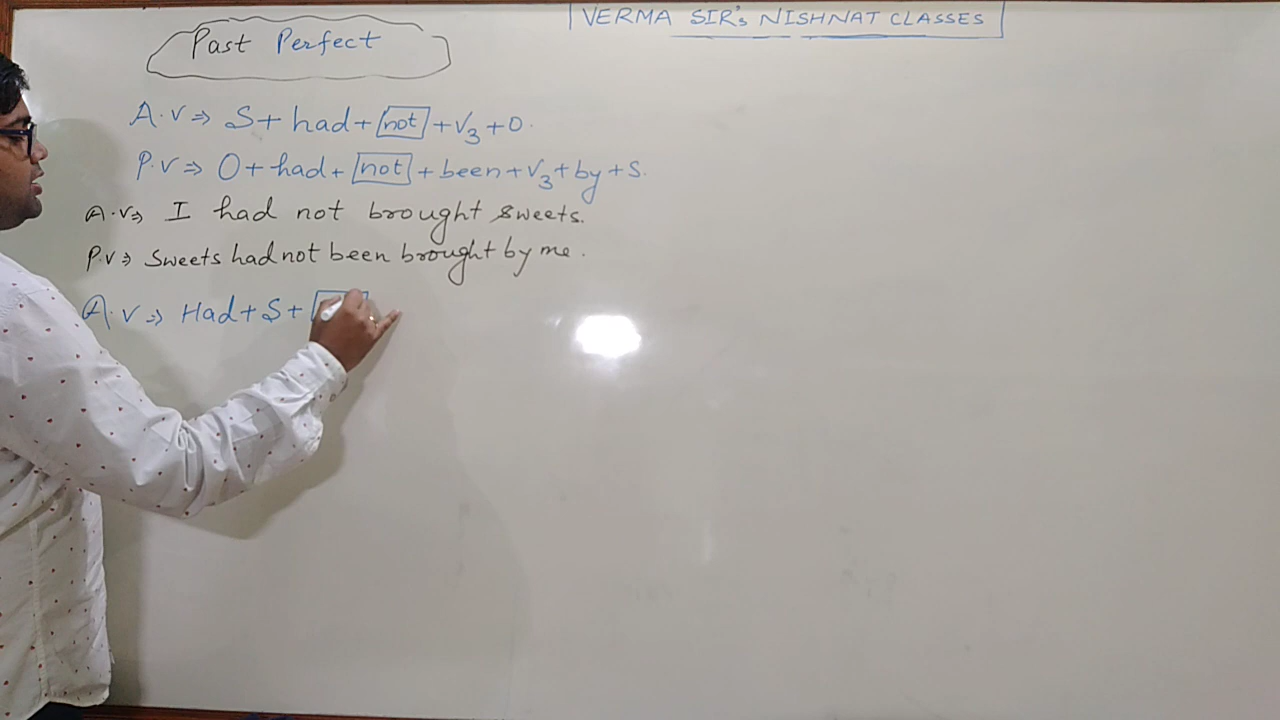 VERMA SIR's NISHNAT CLASSES
Past Perfect
A.V⇒ S+ had+ not +V₃+O.
P.V⇒ O+had+ not +been+V₃+by+S.
A.V⇒ I had not brought sweets.
P.V⇒ Sweets had not been brought by me.
A.V⇒ Had+S+